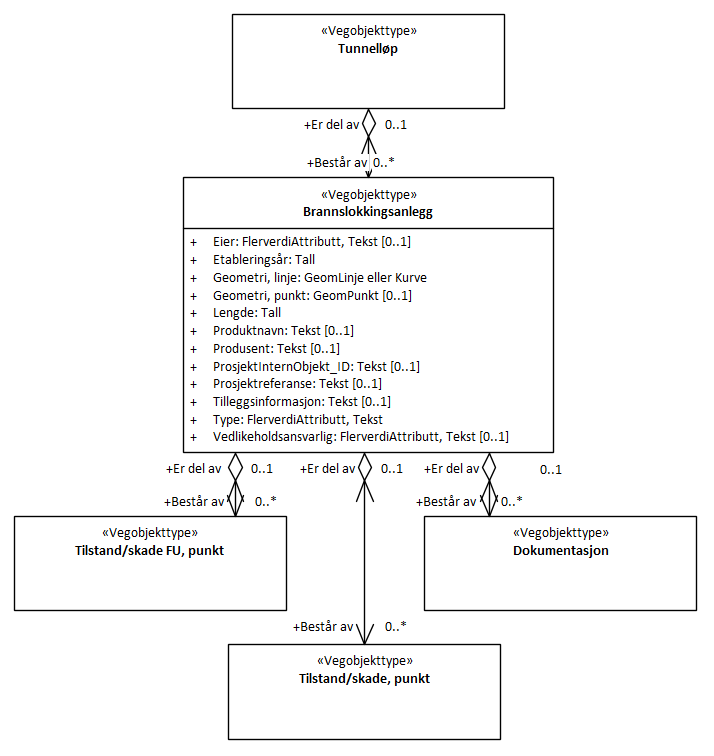 «Vegobjekttype»
Tunnelløp
+Er del av 0..1
+Består av 0..*
«Vegobjekttype»
Brannslokkingsanlegg
+ Eier: FlerverdiAttributt, Tekst [0..1]
+ Etableringsår: Tall
+ Geometri, linje: GeomLinje eller Kurve
+ Geometri, punkt: GeomPunkt [0..1]
+ Lengde: Tall
+ Produktnavn: Tekst [0..1]
+ Produsent: Tekst [0..1]
+ ProsjektInternObjekt_ID: Tekst [0..1]
+ Prosjektreferanse: Tekst [0..1]
+ Tilleggsinformasjon: Tekst [0..1]
+ Type: FlerverdiAttributt, Tekst
+ Vedlikeholdsansvarlig: FlerverdiAttributt, Tekst [0..1]
+Er del av 0..1 +Er del av 0..1 +Er del av 0..1
+Består av 0..* +Består av 0..*
«Vegobjekttype»
Tilstand/skade FU, punkt
«Vegobjekttype»
Dokumentasjon
+Består av 0..*
«Vegobjekttype»
Tilstand/skade, punkt